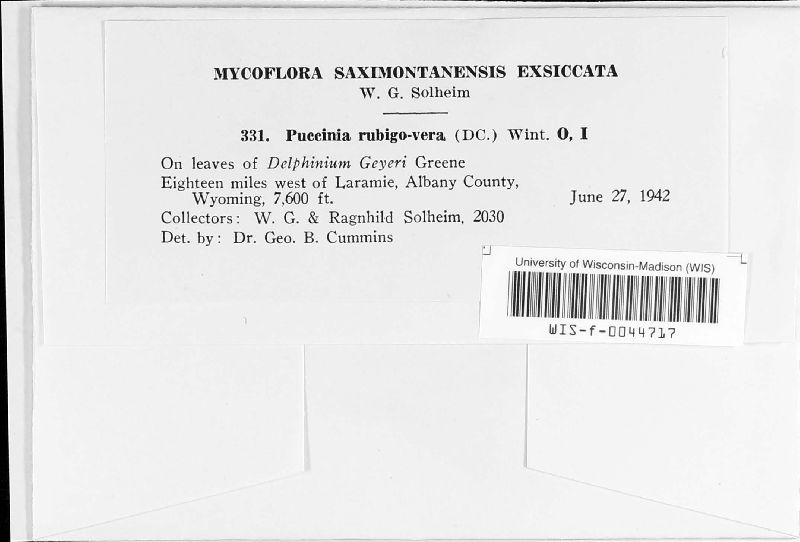 MYCOFLORA SAXIMONTANENSIS EXSICCATA
W. G. Solheim
331. Puccinia rubigo-vera (DC.) Wint. O, I
On leaves of Delphinium Geyeri Greene
Eighteen miles west of Laramie, Albany County,
Wyoming, 7,600 ft. June 27, 1942
Collectors: W. G. & Ragnhild Solheim, 2030
Det. by: Dr. Geo. B. Cummins
University of Wisconsin-Madison (WIS)
WIS-f-0044717